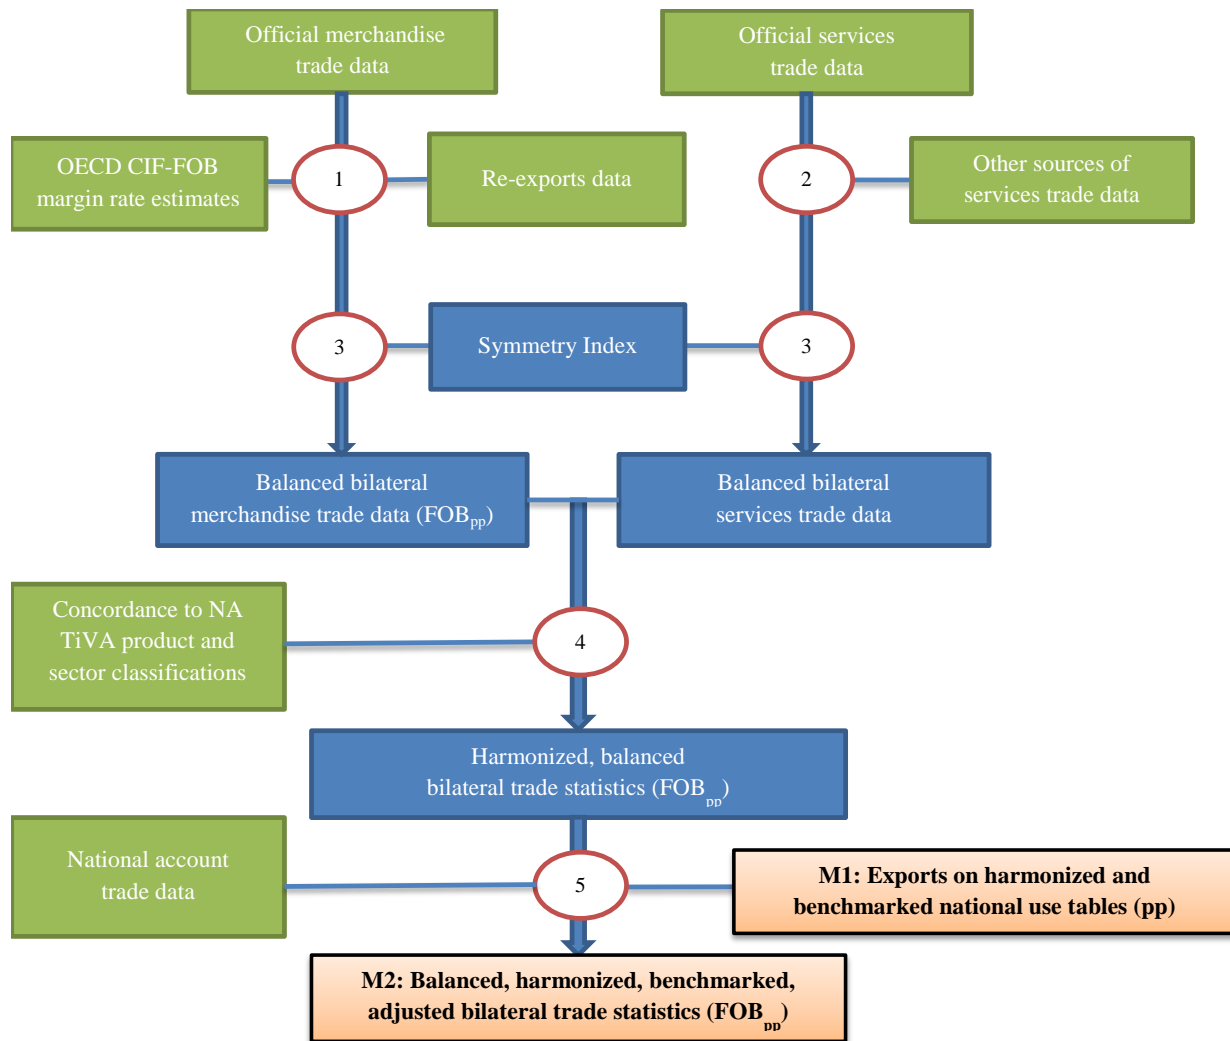 Official merchandise
trade data
Official services
trade data
OECD CIF-FOB
margin rate estimates
1
Re-exports data
2
Other sources of
services trade data
3
Symmetry Index
3
Balanced bilateral
merchandise trade data (FOBpp)
Balanced bilateral
services trade data
Concordance to NA
TiVA product and
sector classifications
4
Harmonized, balanced
bilateral trade statistics (FOBpp)
National account
trade data
5
M1: Exports on harmonized and
benchmarked national use tables (pp)
M2: Balanced, harmonized, benchmarked,
adjusted bilateral trade statistics (FOBpp)